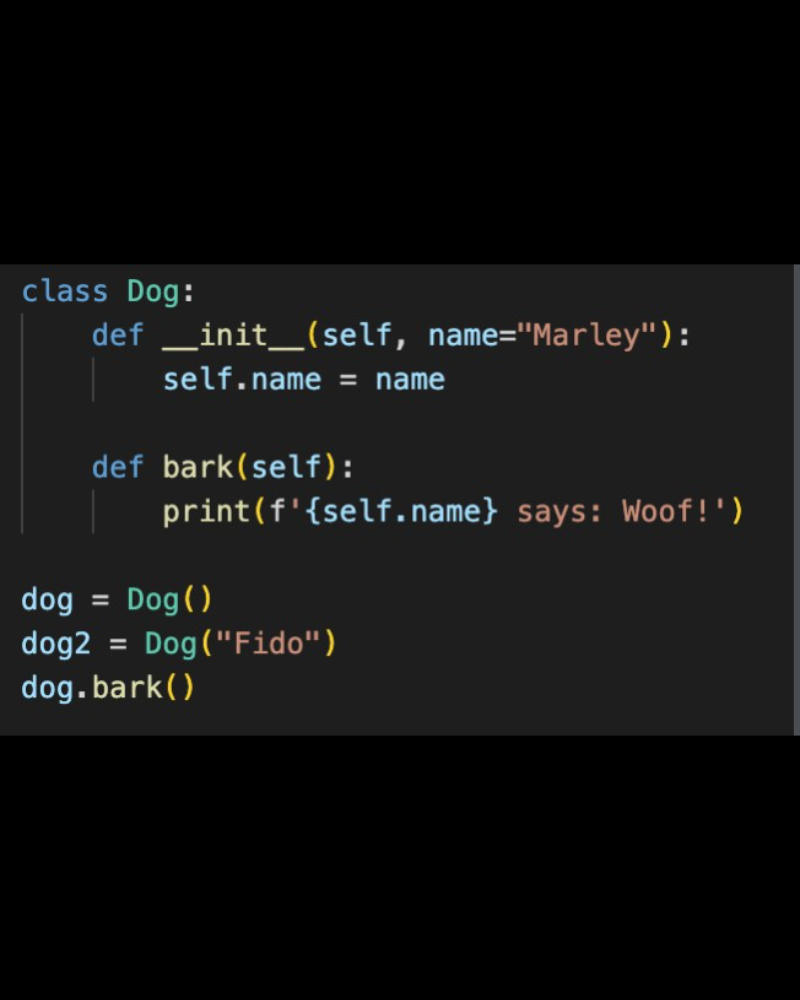 class Dog:
    def __init__(self, name="Marley"):
        self.name = name
    def bark(self):
        print(f'{self.name} says: Woof!')
dog = Dog()
dog2 = Dog("Fido")
dog.bark()